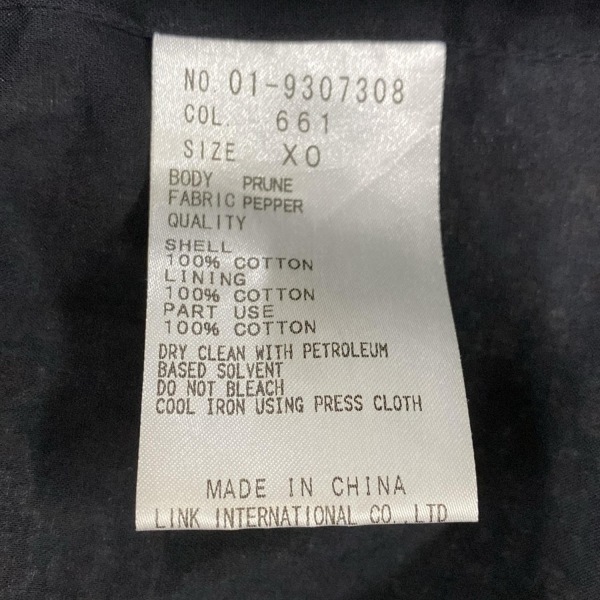 NO. 01-9307308
COL. 661
SIZE XO
BODY PRUNE
FABRIC PEPPER
QUALITY
SHELL
100% COTTON
LINING
100% COTTON
PART USE
100% COTTON
DRY CLEAN WITH PETROLEUM
BASED SOLVENT
DO NOT BLEACH
COOL IRON USING PRESS CLOTH
MADE IN CHINA
LINK INTERNATIONAL CO.,LTD